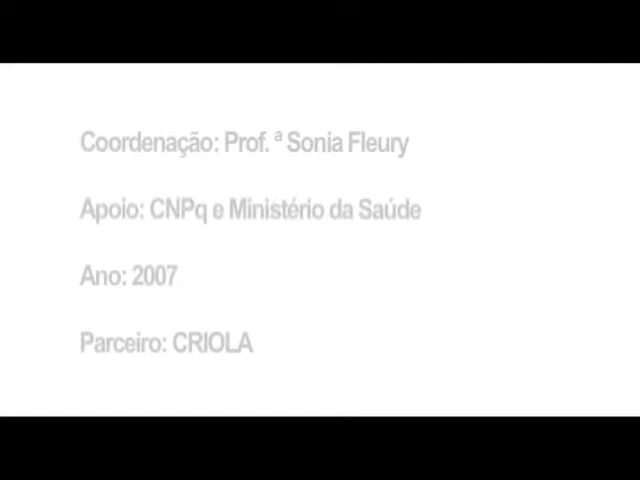 Coordenação: Prof. ª Sonia Fleury
Apoio: CNPq e Ministério da Saúde
Ano: 2007
Parceiro: CRIOLA